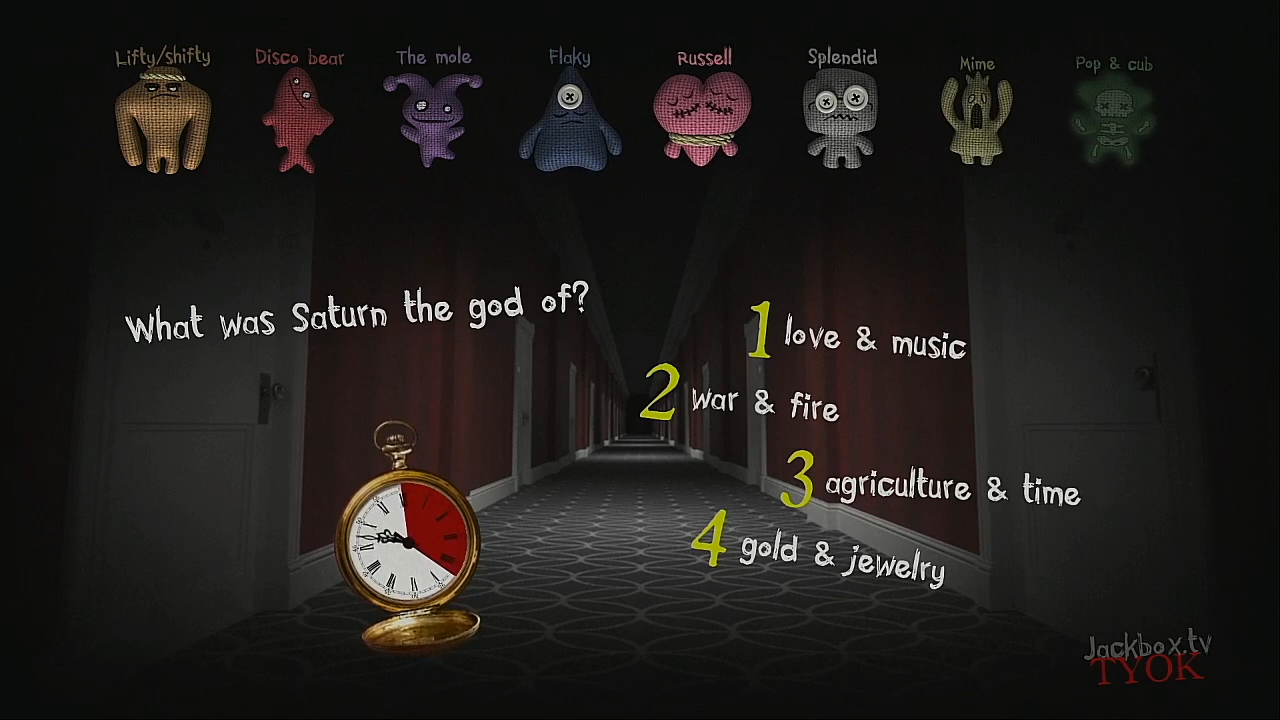 Lifty/shifty
Disco bear
The mole
Flaky
Russell
Splendid
Mime
Pop & cub
What was Saturn the god of?
1 love & music
2 war & fire
3 agriculture & time
4 gold & jewelry
Jackbox.tv
TYOK